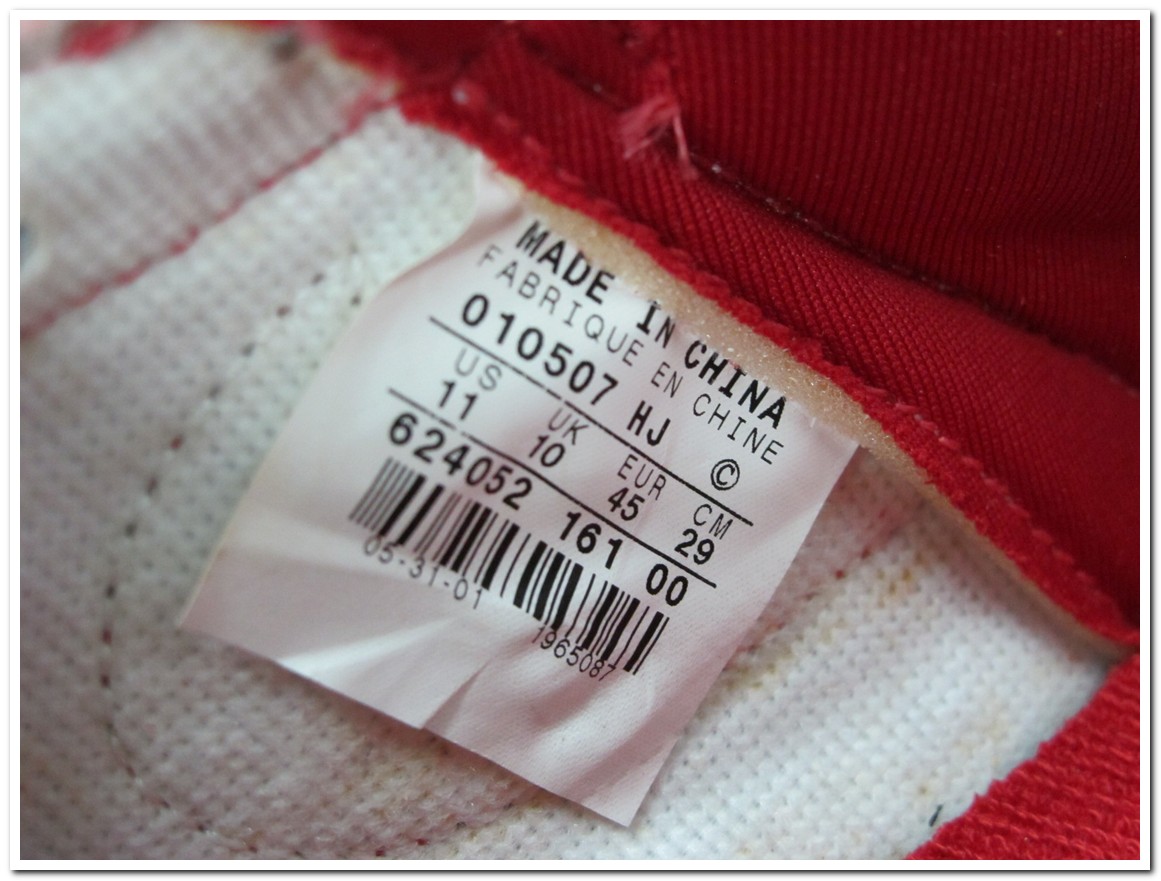 MADE IN CHINA
FABRIQUE EN CHINE
010507 HJ ©
US UK EUR CM
11 10 45 29
624052 161 00
05-31-01
1965087